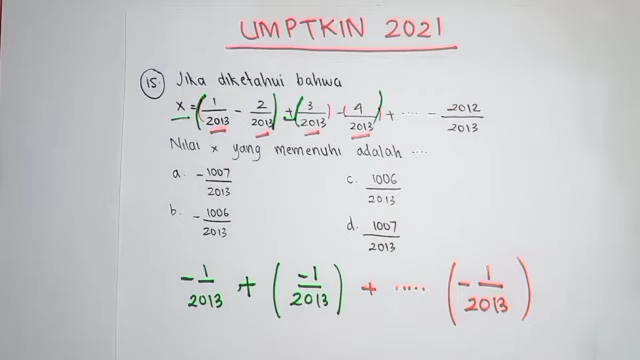 UMPTKIN 2021
15. Jika diketahui bahwa
x = (1/2013 - 2/2013) + (3/2013 - 4/2013) + ..... - 2012/2013
Nilai x yang memenuhi adalah ....
a. -1007/2013
c. 1006/2013
b. -1006/2013
d. 1007/2013
-1/2013 + (-1/2013) + ..... (-1/2013)